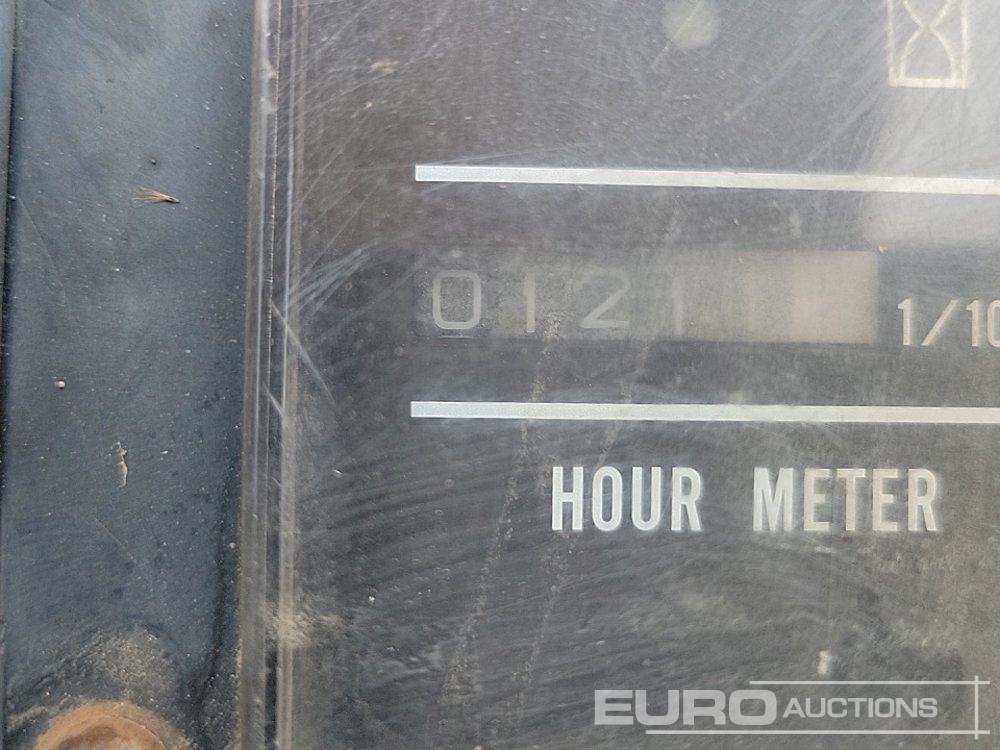 01211
1/10
HOUR METER
EURO AUCTIONS